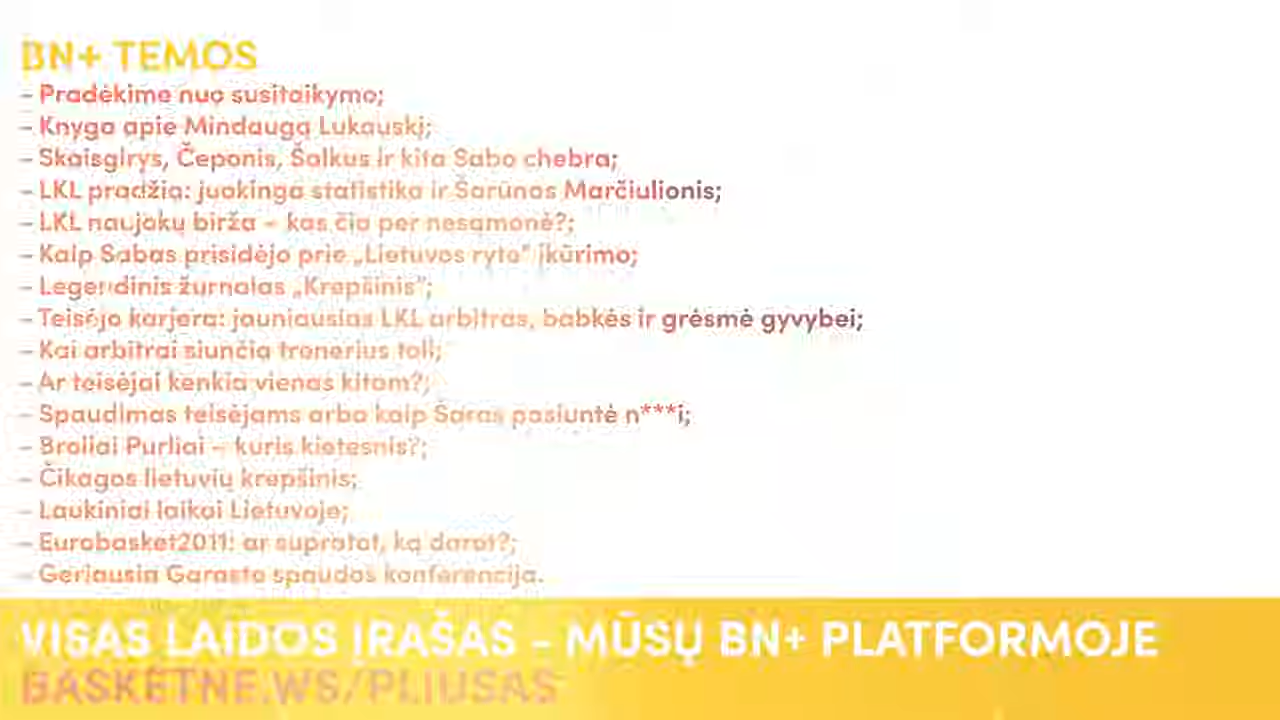 BN+ TEMOS
- Pradėkime nuo susitaikymo;
- Knyga apie Mindaugą Lukauskį;
- Skaisgirys, Čeponis, Šalkus ir kita Sabo chebra;
- LKL pradžia: juokinga statistika ir Šarūnas Marčiulionis;
- LKL naujokų birža – kas čia per nesamonė?;
- Kaip Sabas prisidėjo prie „Lietuvos ryto“ įkūrimo;
- Legendinis žurnalas „Krepšinis“;
- Teisėjo karjera: jauniausias LKL arbitras, babkės ir grėsmė gyvybei;
- Kai arbitrai siunčia trenerius toli;
- Ar teisėjai kenkia vienas kitam?;
- Spaudimas teisėjams arba kaip Šaras pasiuntė n***i;
- Broliai Purliai – kuris kietesnis?;
- Čikagos lietuvių krepšinis;
- Laukiniai laikai Lietuvoje;
- Eurobasket2011: ar supratot, ką darot?;
- Geriausia Garasto spaudos konferencija.
VISAS LAIDOS ĮRAŠAS - MŪSŲ BN+ PLATFORMOJE
BASKETNE.WS/PLIUSAS